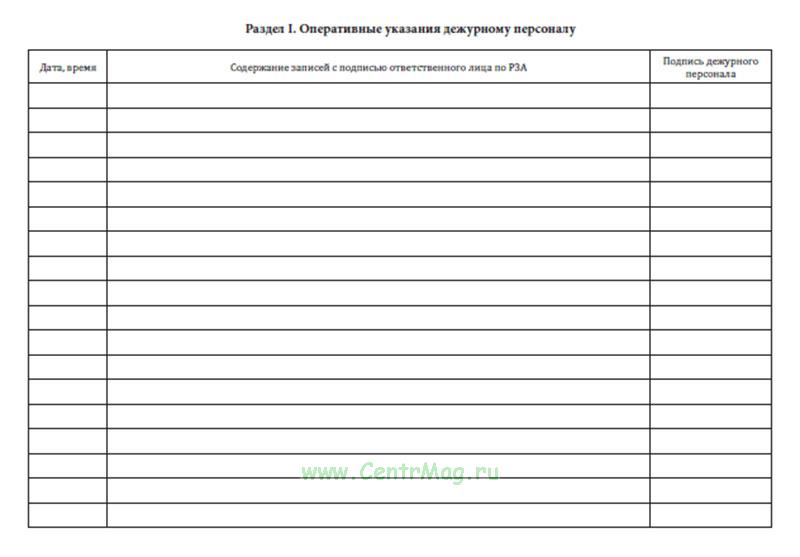 Раздел I. Оперативные указания дежурному персоналу
Дата, время
Содержание записей с подписью ответственного лица по РЗА
Подпись дежурного
персонала
www.CentrMag.ru